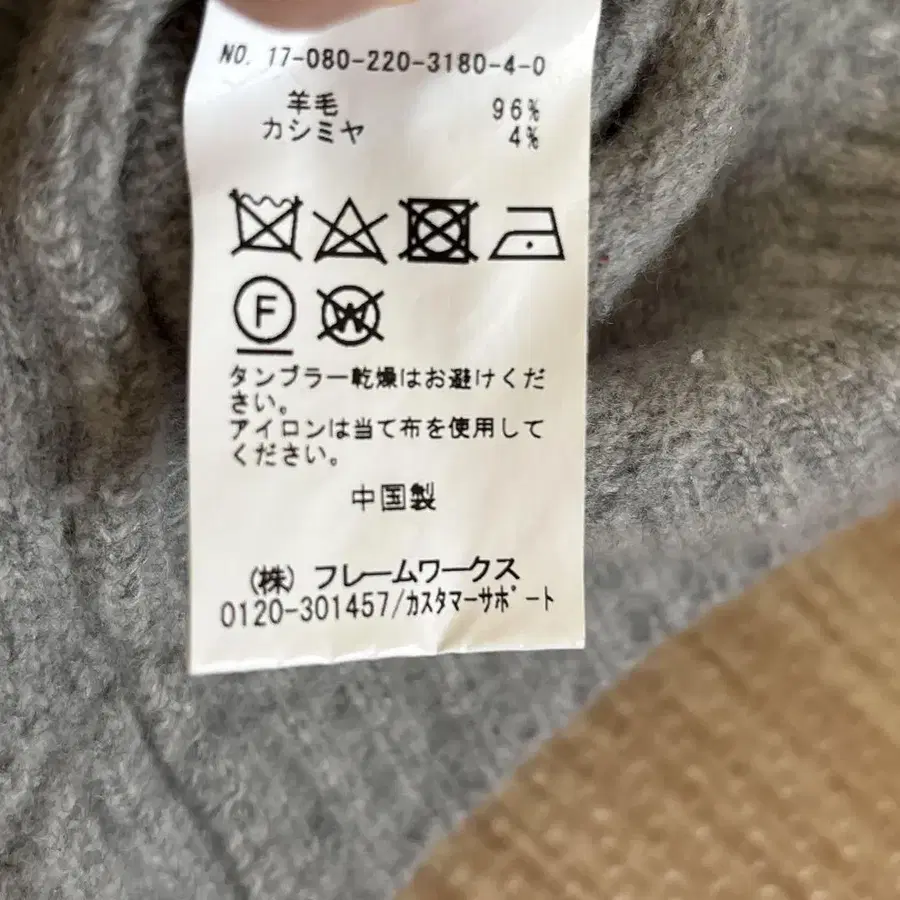 NO. 17-080-220-3180-4-0
羊毛 96%
カシミヤ 4%
F W
タンブラー乾燥はお避けくだ
さい。
アイロンは当て布を使用して
ください。
中国製
(株) フレームワークス
0120-301457/カスタマーサポート